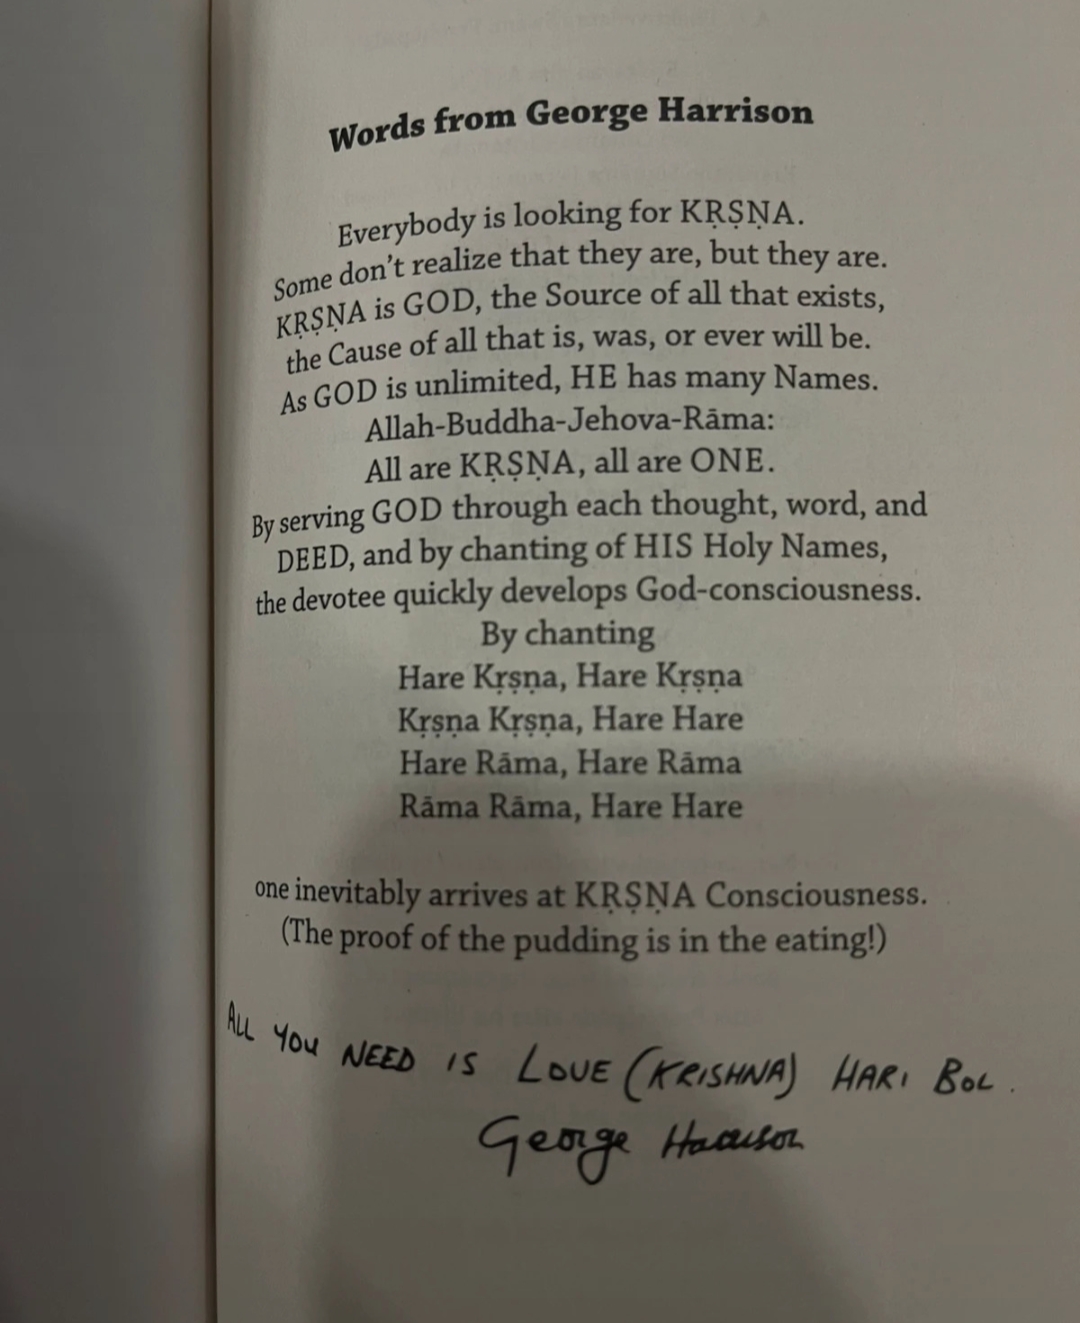 Words from George Harrison
Everybody is looking for KṚṢṆA.
Some don't realize that they are, but they are.
KṚṢṆA is GOD, the Source of all that exists,
the Cause of all that is, was, or ever will be.
As GOD is unlimited, HE has many Names.
Allah-Buddha-Jehova-Rāma:
All are KṚṢṆA, all are ONE.
By serving GOD through each thought, word, and
DEED, and by chanting of HIS Holy Names,
the devotee quickly develops God-consciousness.
By chanting
Hare Kṛṣṇa, Hare Kṛṣṇa
Kṛṣṇa Kṛṣṇa, Hare Hare
Hare Rāma, Hare Rāma
Rāma Rāma, Hare Hare
one inevitably arrives at KṚṢṆA Consciousness.
(The proof of the pudding is in the eating!)
ALL YOU NEED IS LOVE (KRISHNA) HARI BOL.
George Harrison